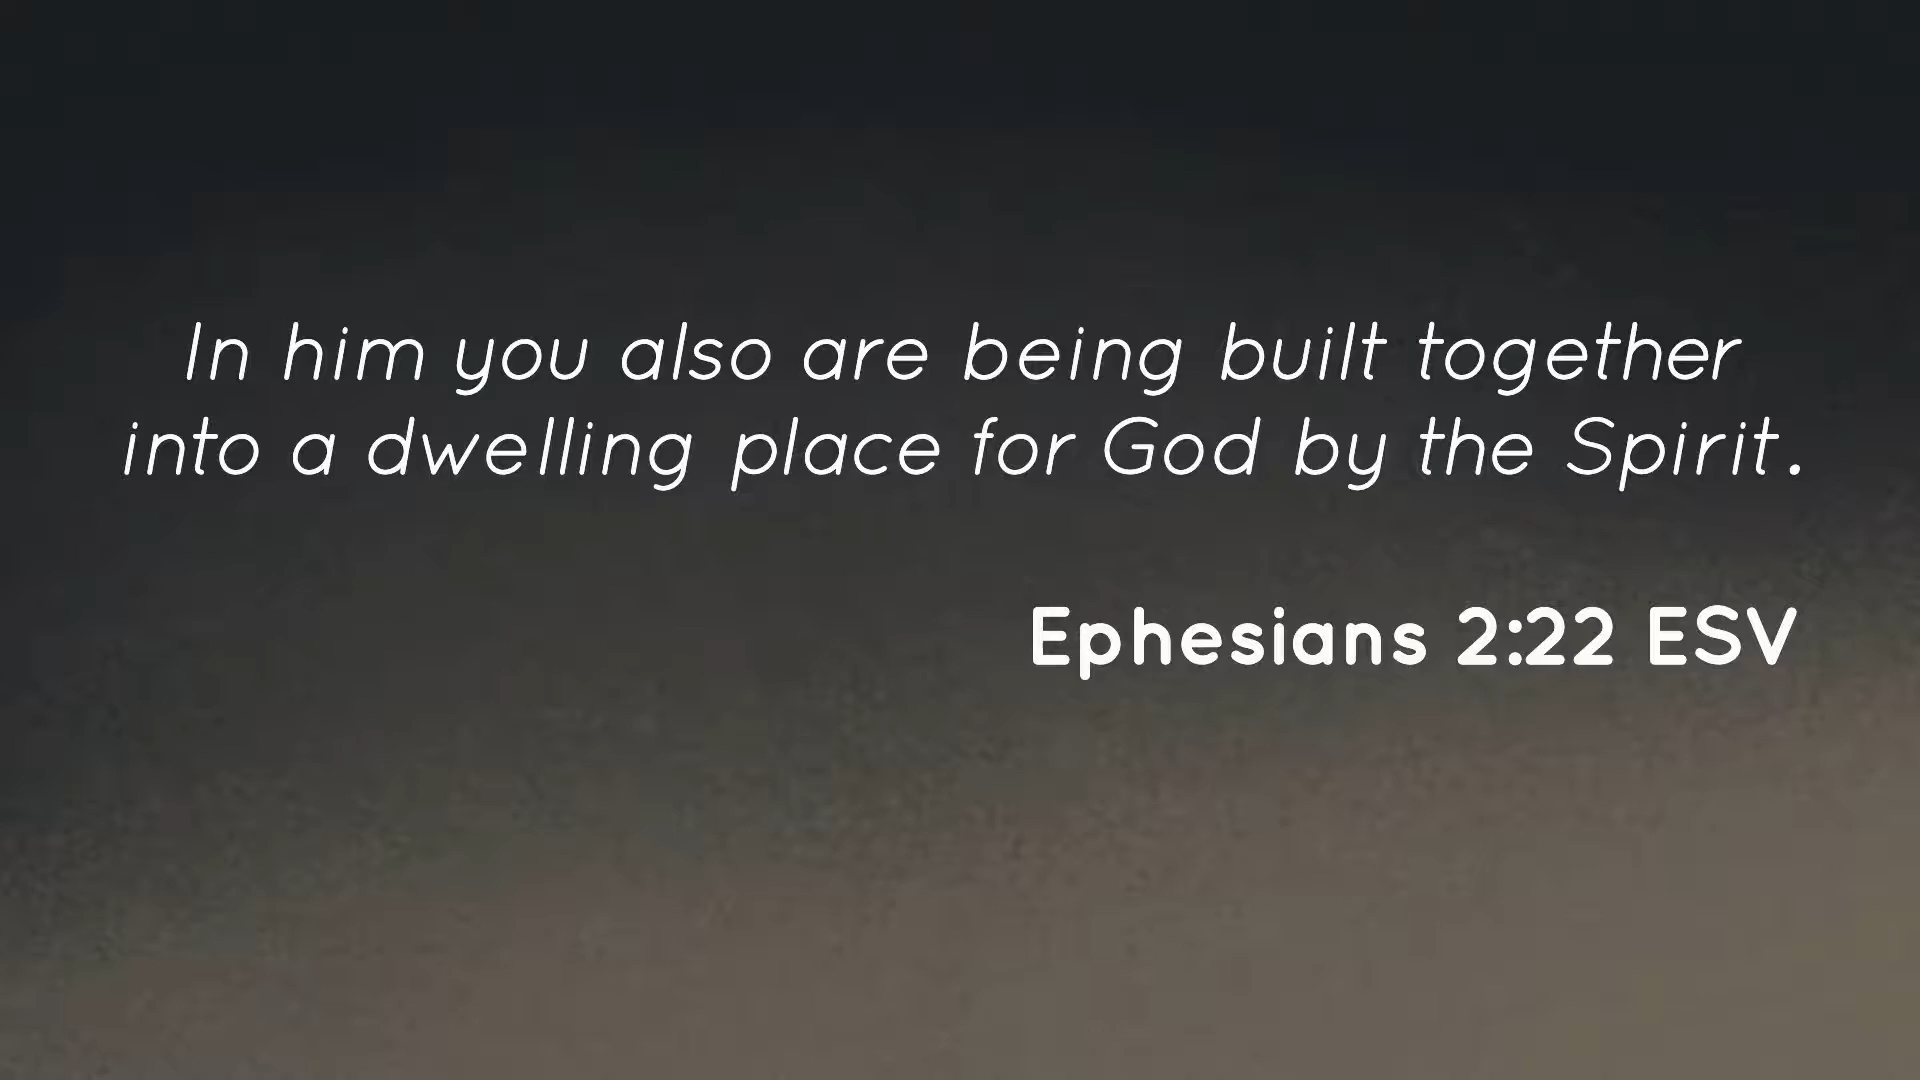 In him you also are being built together
into a dwelling place for God by the Spirit.
Ephesians 2:22 ESV